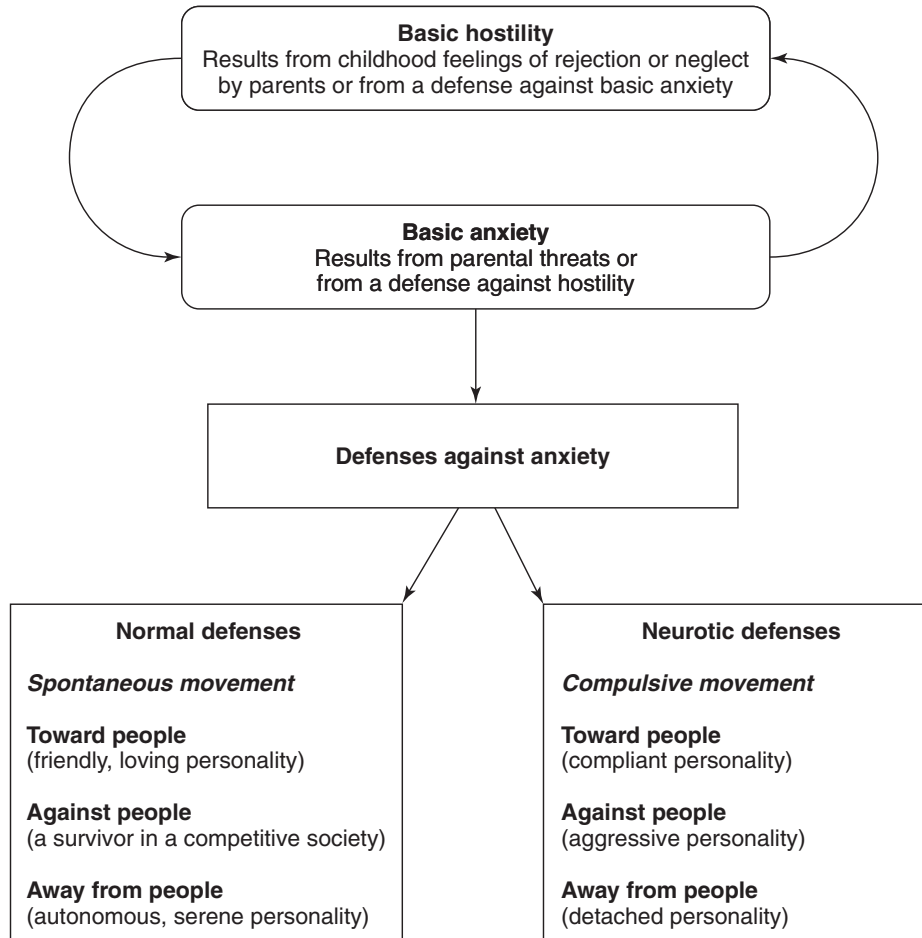 Basic hostility
Results from childhood feelings of rejection or neglect
by parents or from a defense against basic anxiety
Basic anxiety
Results from parental threats or
from a defense against hostility
Defenses against anxiety
Normal defenses
Spontaneous movement
Toward people
(friendly, loving personality)
Against people
(a survivor in a competitive society)
Away from people
(autonomous, serene personality)
Neurotic defenses
Compulsive movement
Toward people
(compliant personality)
Against people
(aggressive personality)
Away from people
(detached personality)